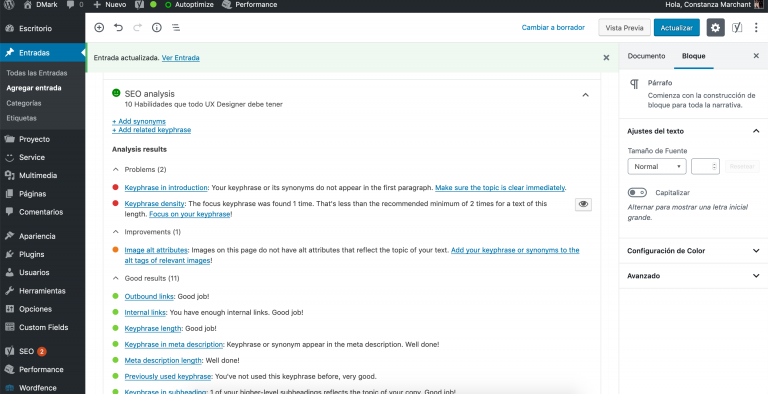 DMark
0
Nuevo
Autoptimize
Performance
Hola, Constanza Marchant
Escritorio
Entradas
Todas las Entradas
Agregar entrada
Categorías
Etiquetas
Proyecto
Service
Multimedia
Páginas
Comentarios
Apariencia
Plugins
Usuarios
Herramientas
Opciones
Custom Fields
SEO 2
Performance
Wordfence
Cambiar a borrador
Vista Previa
Actualizar
Entrada actualizada. Ver Entrada
SEO analysis
10 Habilidades que todo UX Designer debe tener
+ Add synonyms
+ Add related keyphrase
Analysis results
Problems (2)
Keyphrase in introduction: Your keyphrase or its synonyms do not appear in the first paragraph. Make sure the topic is clear immediately.
Keyphrase density: The focus keyphrase was found 1 time. That's less than the recommended minimum of 2 times for a text of this
length. Focus on your keyphrase!
Improvements (1)
Image alt attributes: Images on this page do not have alt attributes that reflect the topic of your text. Add your keyphrase or synonyms to the
alt tags of relevant images!
Good results (11)
Outbound links: Good job!
Internal links: You have enough internal links. Good job!
Keyphrase length: Good job!
Keyphrase in meta description: Keyphrase or synonym appear in the meta description. Well done!
Meta description length: Well done!
Previously used keyphrase: You've not used this keyphrase before, very good.
Keyphrase in subheading: 1 of your higher-level subheadings reflects the topic of your copy. Good job!
Documento
Bloque
Párrafo
Comienza con la construcción de
bloque para toda la narrativa.
Ajustes del texto
Tamaño de Fuente
Normal
Capitalizar
Alternar para mostrar una letra inicial
grande.
Configuración de Color
Avanzado